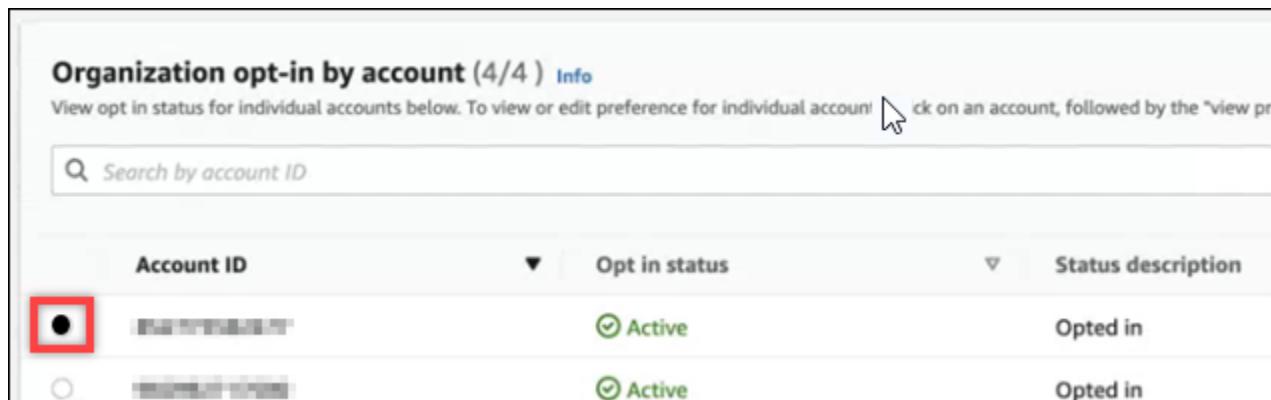 Organization opt-in by account (4/4 ) Info
View opt in status for individual accounts below. To view or edit preference for individual account ck on an account, followed by the "view pr
Search by account ID
Account ID Opt in status Status description
Active Opted in
Active Opted in